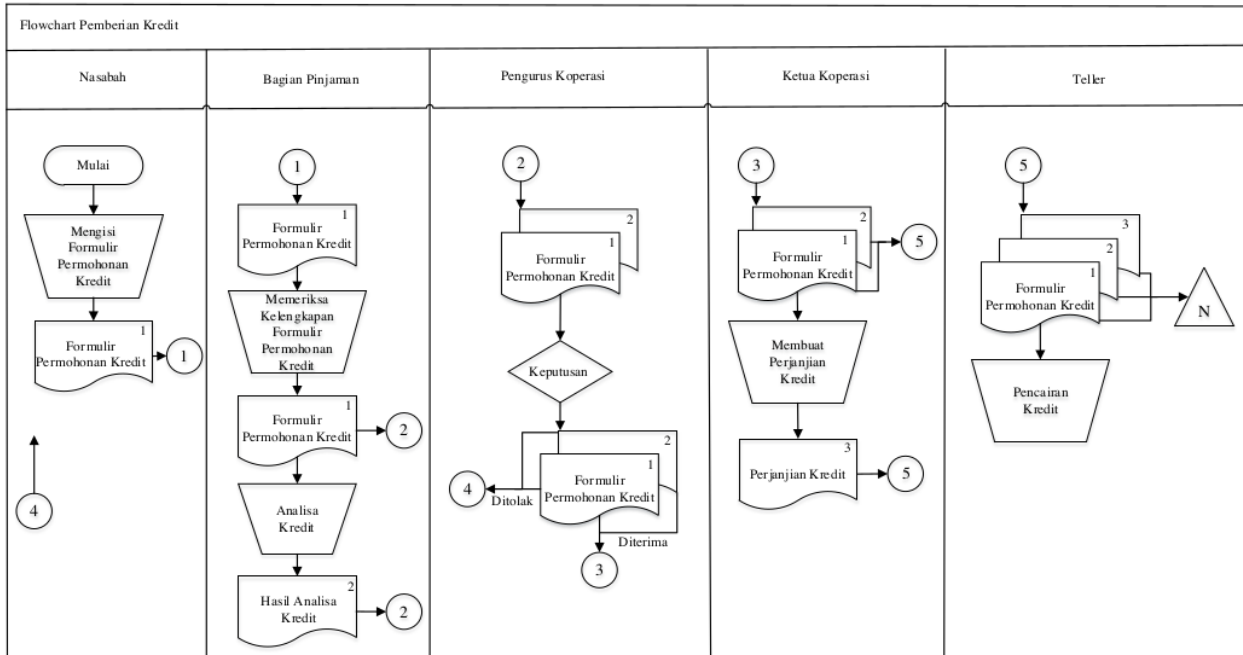 Flowchart Pemberian Kredit
Nasabah
Bagian Pinjaman
Pengurus Koperasi
Ketua Koperasi
Teller
Mulai
Mengisi
Formulir
Permohonan
Kredit
1
Formulir
Permohonan Kredit
1
4
1
1
Formulir
Permohonan Kredit
Memeriksa
Kelengkapan
Formulir
Permohonan
Kredit
1
Formulir
Permohonan Kredit
2
Analisa
Kredit
2
Hasil Analisa
Kredit
2
2
2
1
Formulir
Permohonan Kredit
Keputusan
2
1
Formulir
Permohonan Kredit
4
Ditolak
Diterima
3
3
2
1
Formulir
Permohonan Kredit
5
Membuat
Perjanjian
Kredit
3
Perjanjian Kredit
5
5
3
2
1
Formulir
Permohonan Kredit
N
Pencairan
Kredit